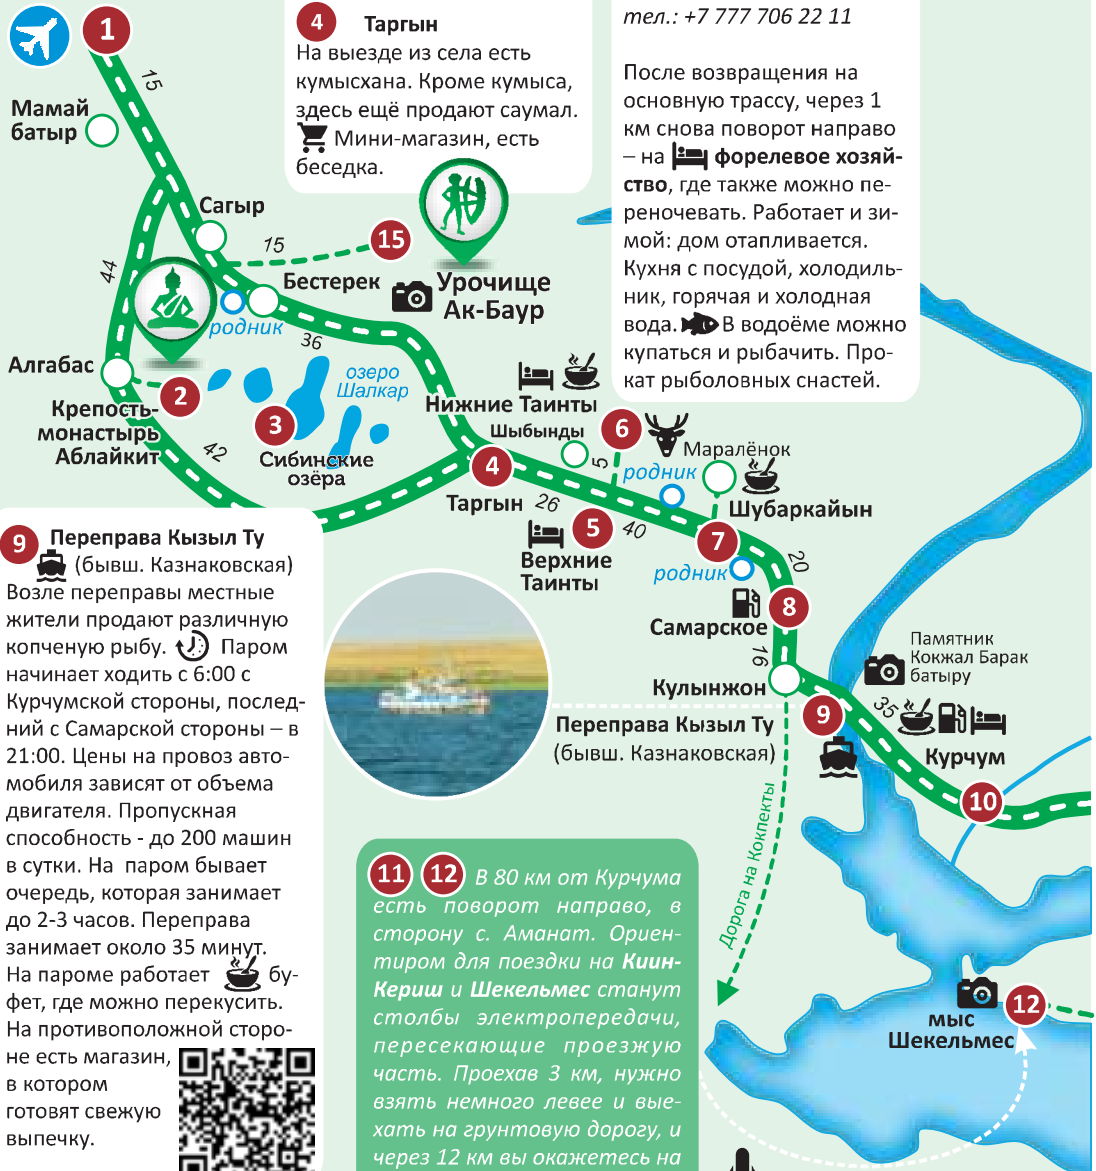 1
15
Мамай
батыр
Сагыр
15
15
44
Бестерек
родник
36
Урочище
Ак-Баур
Алгабас
2
Крепость-
монастырь
Аблайкит
42
3
озеро
Шалкар
Сибинские
озёра
4 Таргын
На выезде из села есть
кумысхана. Кроме кумыса,
здесь ещё продают саумал.
Мини-магазин, есть
беседка.
тел.: +7 777 706 22 11
После возвращения на
основную трассу, через 1
км снова поворот направо
– на форелевое хозяй-
ство, где также можно пе-
реночевать. Работает и зи-
мой: дом отапливается.
Кухня с посудой, холодиль-
ник, горячая и холодная
вода. В водоёме можно
купаться и рыбачить. Про-
кат рыболовных снастей.
Нижние Таинты
Шыбынды
6
5
родник
Маралёнок
Шубаркайын
4
Таргын
26
5
40
Верхние
Таинты
7
родник
20
8
Самарское
16
Кулынжон
9
Памятник
Кокжал Барак
батыру
35
Курчум
10
Переправа Кызыл Ту
(бывш. Казнаковская)
Дорога на Кокпекты
мыс
Шекельмес
12
9 Переправа Кызыл Ту
(бывш. Казнаковская)
Возле переправы местные
жители продают различную
копченую рыбу. Паром
начинает ходить с 6:00 с
Курчумской стороны, послед-
ний с Самарской стороны – в
21:00. Цены на провоз авто-
мобиля зависят от объема
двигателя. Пропускная
способность - до 200 машин
в сутки. На паром бывает
очередь, которая занимает
до 2-3 часов. Переправа
занимает около 35 минут.
На пароме работает бу-
фет, где можно перекусить.
На противоположной сторо-
не есть магазин,
в котором
готовят свежую
выпечку.
11 12 В 80 км от Курчума
есть поворот направо, в
сторону с. Аманат. Ориен-
тиром для поездки на Киин-
Кериш и Шекельмес станут
столбы электропередачи,
пересекающие проезжую
часть. Проехав 3 км, нужно
взять немного левее и вые-
хать на грунтовую дорогу, и
через 12 км вы окажетесь на